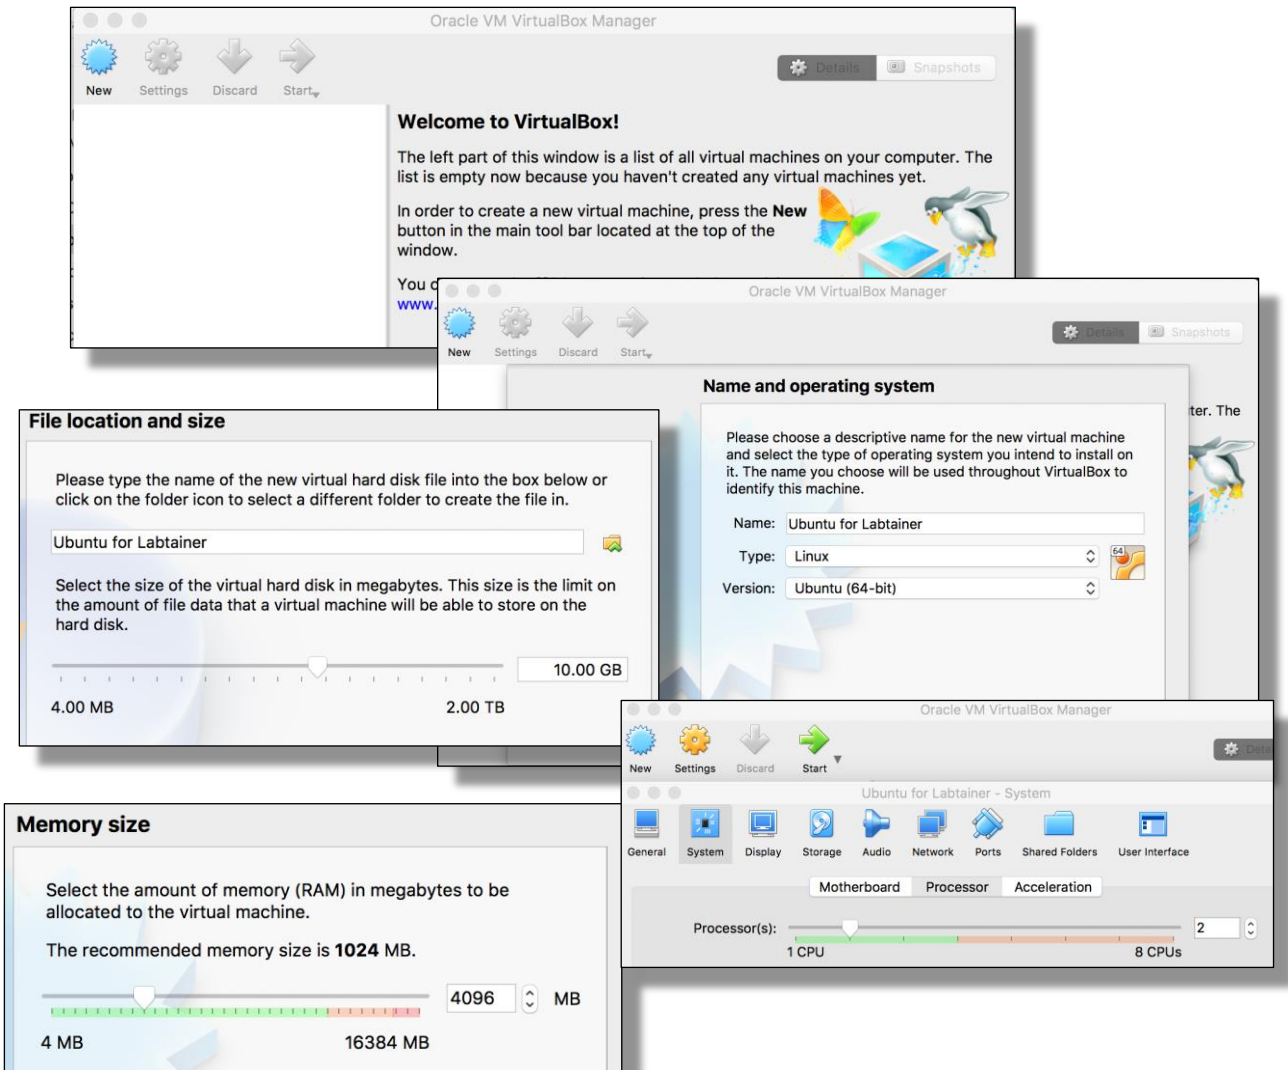 Oracle VM VirtualBox Manager
New Settings Discard Start
Details Snapshots
Welcome to VirtualBox!
The left part of this window is a list of all virtual machines on your computer. The
list is empty now because you haven't created any virtual machines yet.
In order to create a new virtual machine, press the New
button in the main tool bar located at the top of the
window.
You
www.
Oracle VM VirtualBox Manager
New Settings Discard Start
Details Snapshots
ter. The
Name and operating system
Please choose a descriptive name for the new virtual machine
and select the type of operating system you intend to install on
it. The name you choose will be used throughout VirtualBox to
identify this machine.
Name: Ubuntu for Labtainer
Type: Linux
64
Version: Ubuntu (64-bit)
File location and size
Please type the name of the new virtual hard disk file into the box below or
click on the folder icon to select a different folder to create the file in.
Ubuntu for Labtainer
Select the size of the virtual hard disk in megabytes. This size is the limit on
the amount of file data that a virtual machine will be able to store on the
hard disk.
10.00 GB
4.00 MB 2.00 TB
Oracle VM VirtualBox Manager
New Settings Discard Start
Ubuntu for Labtainer - System
General System Display Storage Audio Network Ports Shared Folders User Interface
Motherboard Processor Acceleration
Processor(s): 2
1 CPU 8 CPUs
Memory size
Select the amount of memory (RAM) in megabytes to be
allocated to the virtual machine.
The recommended memory size is 1024 MB.
4096 MB
4 MB 16384 MB